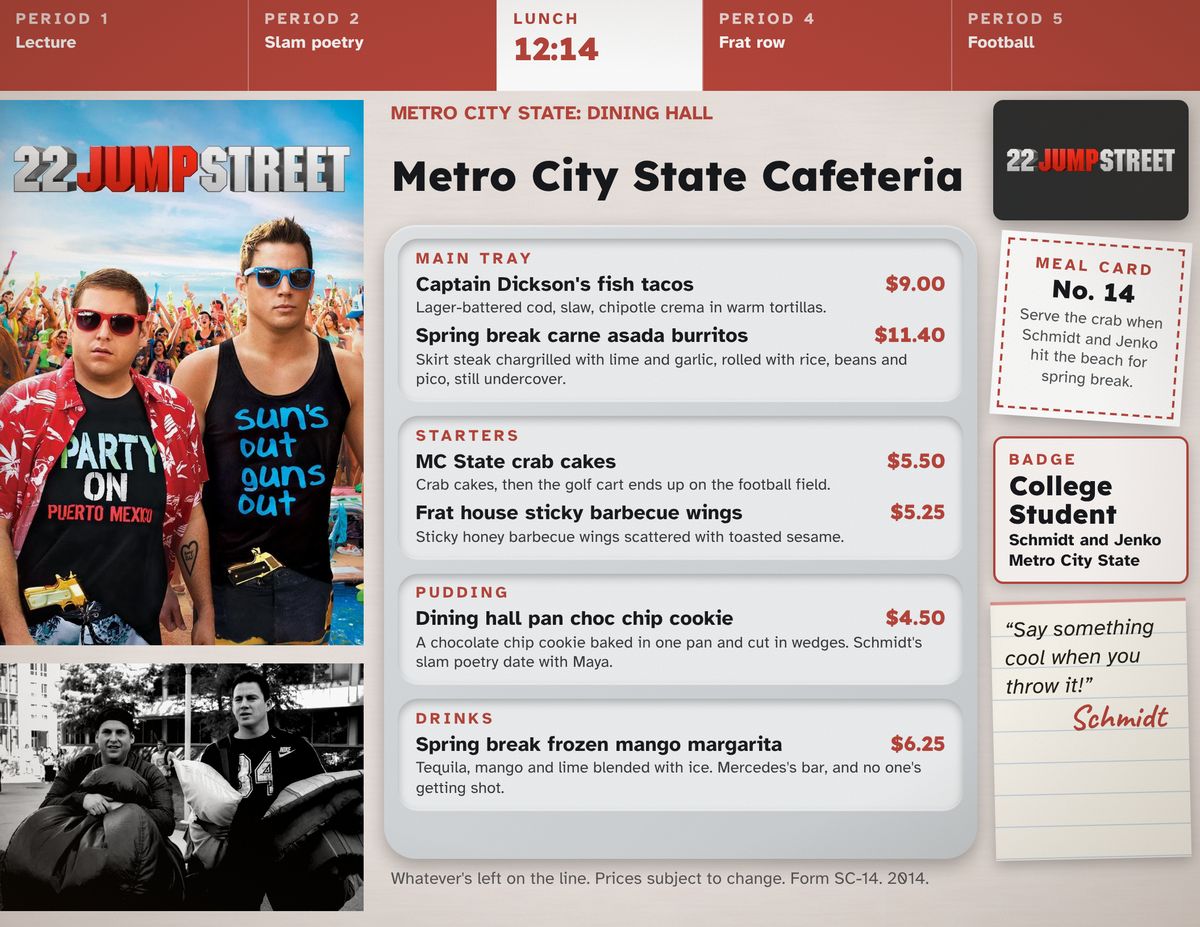 PERIOD 1
Lecture
PERIOD 2
Slam poetry
LUNCH
12:14
PERIOD 4
Frat row
PERIOD 5
Football
22 JUMP STREET
PARTY
ON
PUERTO MEXICO
sun's
out
guns
out
84
NIKE
METRO CITY STATE: DINING HALL
Metro City State Cafeteria
MAIN TRAY
Captain Dickson's fish tacos $9.00
Lager-battered cod, slaw, chipotle crema in warm tortillas.
Spring break carne asada burritos $11.40
Skirt steak chargrilled with lime and garlic, rolled with rice, beans and
pico, still undercover.
STARTERS
MC State crab cakes $5.50
Crab cakes, then the golf cart ends up on the football field.
Frat house sticky barbecue wings $5.25
Sticky honey barbecue wings scattered with toasted sesame.
PUDDING
Dining hall pan choc chip cookie $4.50
A chocolate chip cookie baked in one pan and cut in wedges. Schmidt's
slam poetry date with Maya.
DRINKS
Spring break frozen mango margarita $6.25
Tequila, mango and lime blended with ice. Mercedes's bar, and no one's
getting shot.
Whatever's left on the line. Prices subject to change. Form SC-14. 2014.
22 JUMP STREET
MEAL CARD
No. 14
Serve the crab when
Schmidt and Jenko
hit the beach for
spring break.
BADGE
College
Student
Schmidt and Jenko
Metro City State
“Say something
cool when you
throw it!”
Schmidt